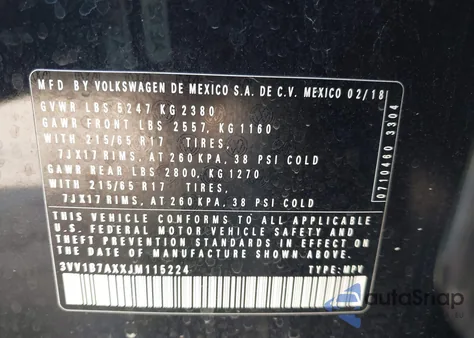 MFD BY VOLKSWAGEN DE MEXICO S.A. DE C.V. MEXICO 02/18
GVWR LBS 5247 KG 2380
GAWR FRONT LBS 2557, KG 1160
WITH 215/65 R17 TIRES,
7JX17 RIMS, AT 260 KPA, 38 PSI COLD
GAWR REAR LBS 2800, KG 1270
WITH 215/65 R17 TIRES,
7JX17 RIMS, AT 260 KPA, 38 PSI COLD
THIS VEHICLE CONFORMS TO ALL APPLICABLE
U.S. FEDERAL MOTOR VEHICLE SAFETY AND
THEFT PREVENTION STANDARDS IN EFFECT ON THE
DATE OF MANUFACTURE SHOWN ABOVE.
3VV1B7AXXJM115224 TYPE: MPV
0710460 3304
autoSnap